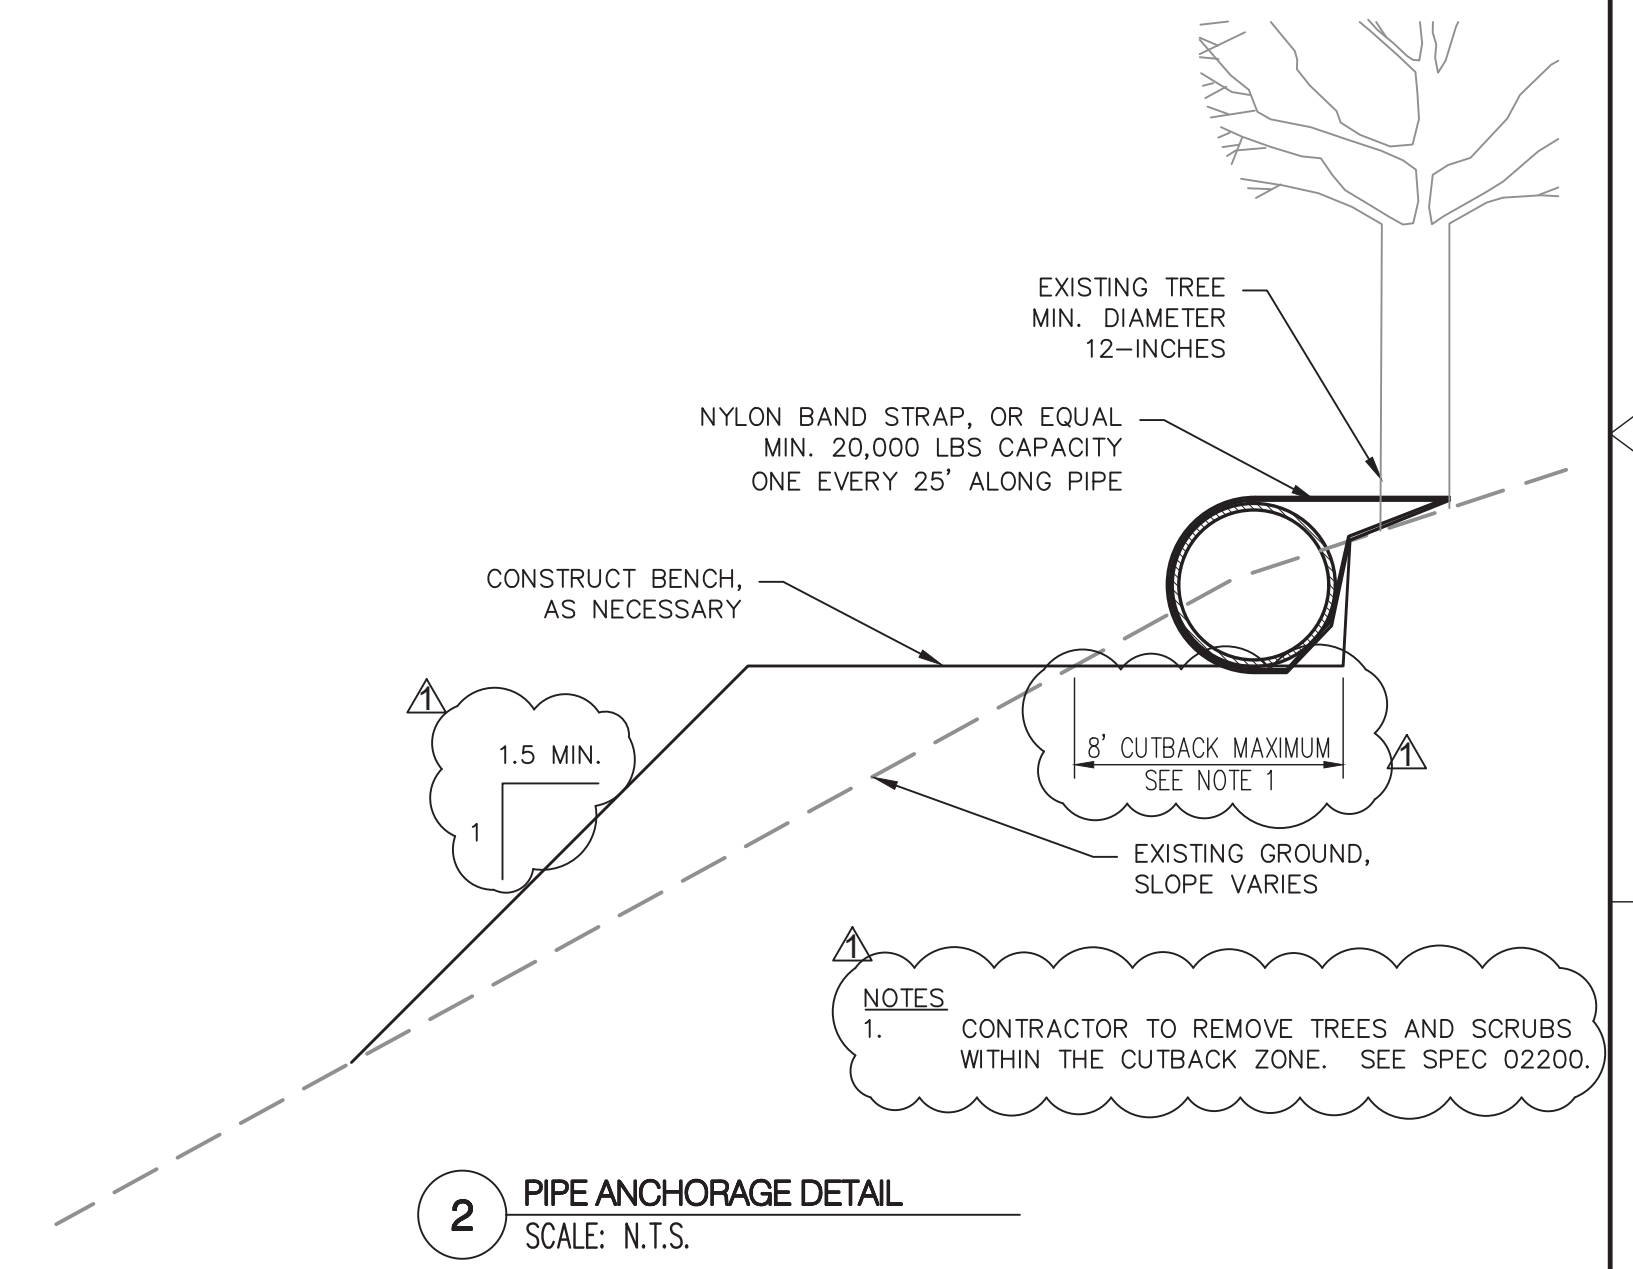 EXISTING TREE
MIN. DIAMETER
12-INCHES
NYLON BAND STRAP, OR EQUAL
MIN. 20,000 LBS CAPACITY
ONE EVERY 25' ALONG PIPE
CONSTRUCT BENCH,
AS NECESSARY
1
1.5 MIN.
1
8' CUTBACK MAXIMUM
SEE NOTE 1
1
EXISTING GROUND,
SLOPE VARIES
1
NOTES
1. CONTRACTOR TO REMOVE TREES AND SCRUBS
WITHIN THE CUTBACK ZONE. SEE SPEC 02200.
2
PIPE ANCHORAGE DETAIL
SCALE: N.T.S.